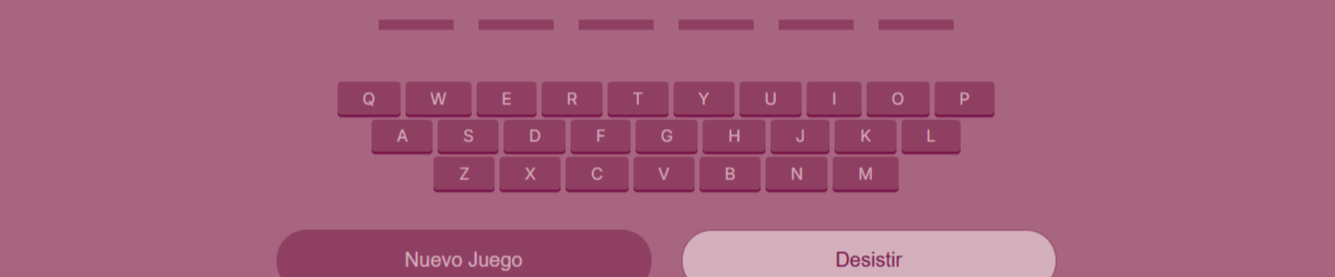 Q W E R T Y U I O P
A S D F G H J K L
Z X C V B N M
Nuevo Juego Desistir